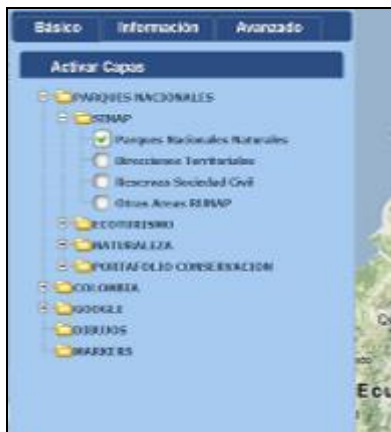 Básico Información Avanzado
Activar Capas
PARQUES NACIONALES
SINAP
Parques Nacionales Naturales
Direcciones Territoriales
Reservas Sociedad Civil
Otras Areas RUNAP
ECOTURISMO
NATURALEZA
PORTAFOLIO CONSERVACION
COLOMBIA
GOOGLE
DIBUJOS
MARKERS
Ecu